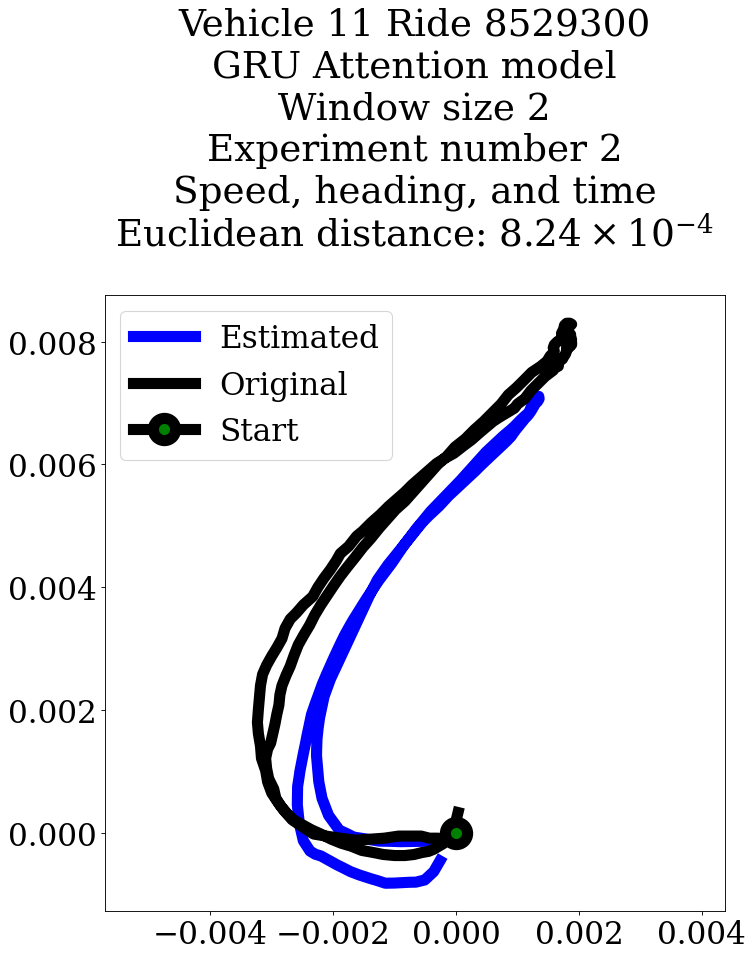 Vehicle 11 Ride 8529300
GRU Attention model
Window size 2
Experiment number 2
Speed, heading, and time
Euclidean distance: 8.24 × 10⁻⁴
Estimated
Original
Start
0.008
0.006
0.004
0.002
0.000
−0.004 −0.002 0.000 0.002 0.004